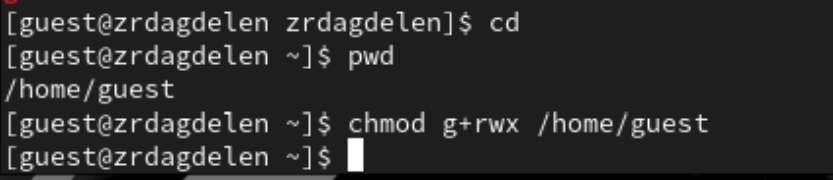 [guest@zrdagdelen zrdagdelen]$ cd
[guest@zrdagdelen ~]$ pwd
/home/guest
[guest@zrdagdelen ~]$ chmod g+rwx /home/guest
[guest@zrdagdelen ~]$